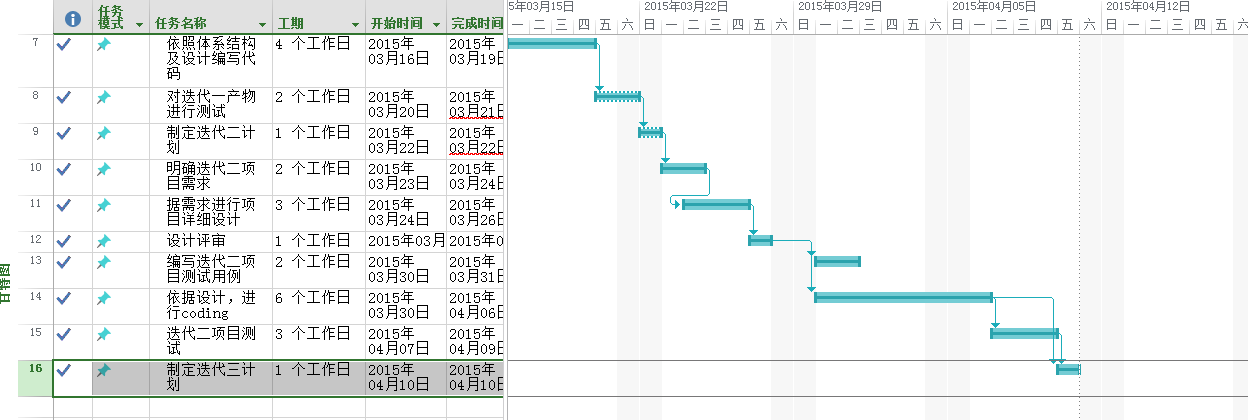 任务
模式
任务名称
工期
开始时间
完成时间
5年03月15日
2015年03月22日
2015年03月29日
2015年04月05日
2015年04月12日
一 二 三 四 五 六 日 一 二 三 四 五 六 日 一 二 三 四 五 六 日 一 二 三 四 五 六 日 一 二 三 四 五 六
7
依照体系结构
及设计编写代
码
4 个工作日
2015年
03月16日
2015年
03月19日
8
对迭代一产物
进行测试
2 个工作日
2015年
03月20日
2015年
03月21日
9
制定迭代二计
划
1 个工作日
2015年
03月22日
2015年
03月22日
10
明确迭代二项
目需求
2 个工作日
2015年
03月23日
2015年
03月24日
11
据需求进行项
目详细设计
3 个工作日
2015年
03月24日
2015年
03月26日
12
设计评审
1 个工作日
2015年03月
2015年0
13
编写迭代二项
目测试用例
2 个工作日
2015年
03月30日
2015年
03月31日
14
依据设计，进
行coding
6 个工作日
2015年
03月30日
2015年
04月06日
15
迭代二项目测
试
3 个工作日
2015年
04月07日
2015年
04月09日
16
制定迭代三计
划
1 个工作日
2015年
04月10日
2015年
04月10日
甘特图